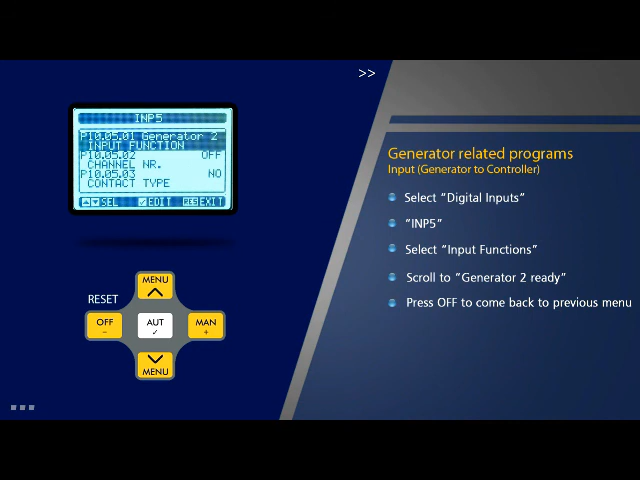 >>
INP5
P10.05.01 Generator 2
INPUT FUNCTION
P10.05.02 OFF
CHANNEL NR.
P10.05.03 NO
CONTACT TYPE
SEL EDIT RES EXIT
RESET
MENU
OFF
–
AUT
✓
MAN
+
MENU
Generator related programs
Input (Generator to Controller)
Select “Digital Inputs”
“INP5”
Select “Input Functions”
Scroll to “Generator 2 ready”
Press OFF to come back to previous menu